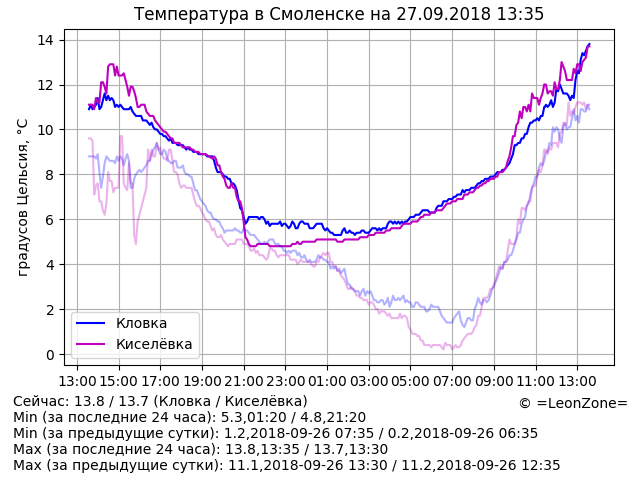 Температура в Смоленске на 27.09.2018 13:35
градусов Цельсия, °C
14
12
10
8
6
4
2
0
Кловка
Киселёвка
13:00 15:00 17:00 19:00 21:00 23:00 01:00 03:00 05:00 07:00 09:00 11:00 13:00
Сейчас: 13.8 / 13.7 (Кловка / Киселёвка)
© =LeonZone=
Min (за последние 24 часа): 5.3,01:20 / 4.8,21:20
Min (за предыдущие сутки): 1.2,2018-09-26 07:35 / 0.2,2018-09-26 06:35
Max (за последние 24 часа): 13.8,13:35 / 13.7,13:30
Max (за предыдущие сутки): 11.1,2018-09-26 13:30 / 11.2,2018-09-26 12:35